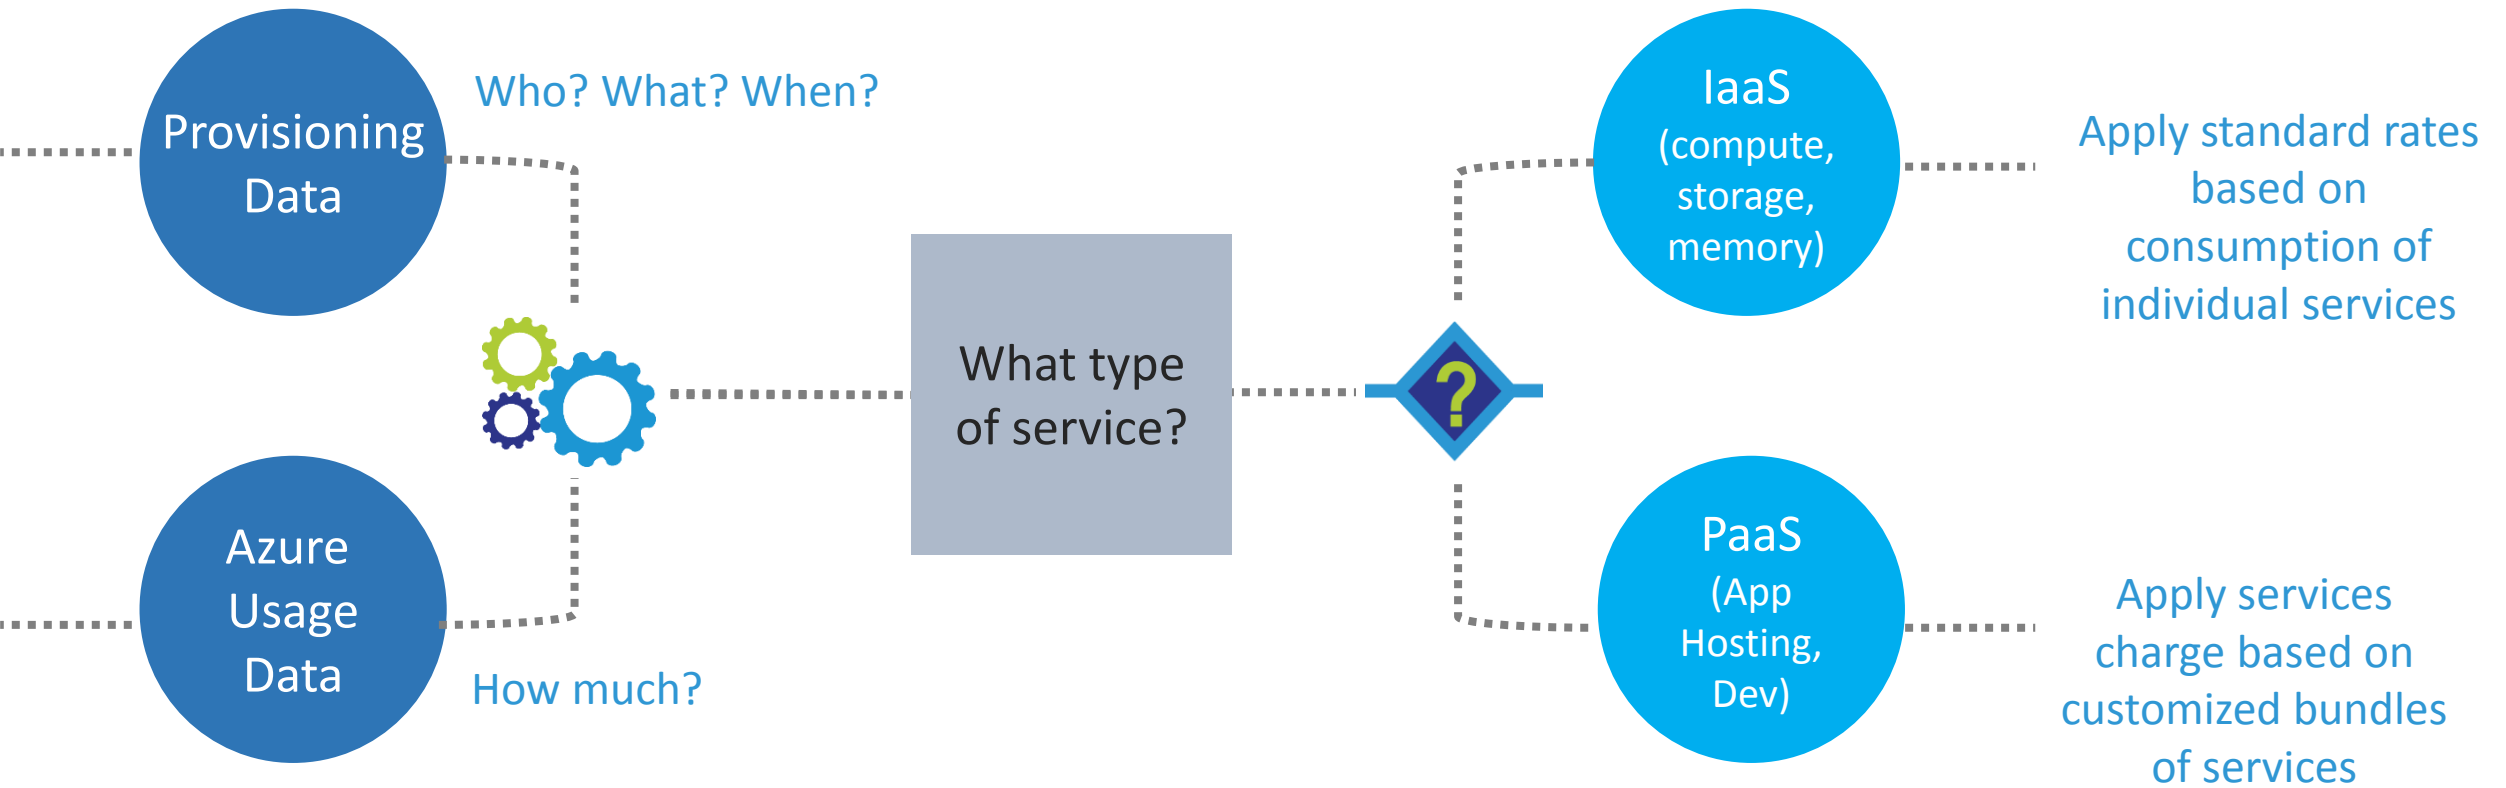 Provisioning
Data
Who? What? When?
Azure
Usage
Data
How much?
What type
of service?
?
IaaS
(compute,
storage,
memory)
Apply standard rates
based on
consumption of
individual services
PaaS
(App
Hosting,
Dev)
Apply services
charge based on
customized bundles
of services